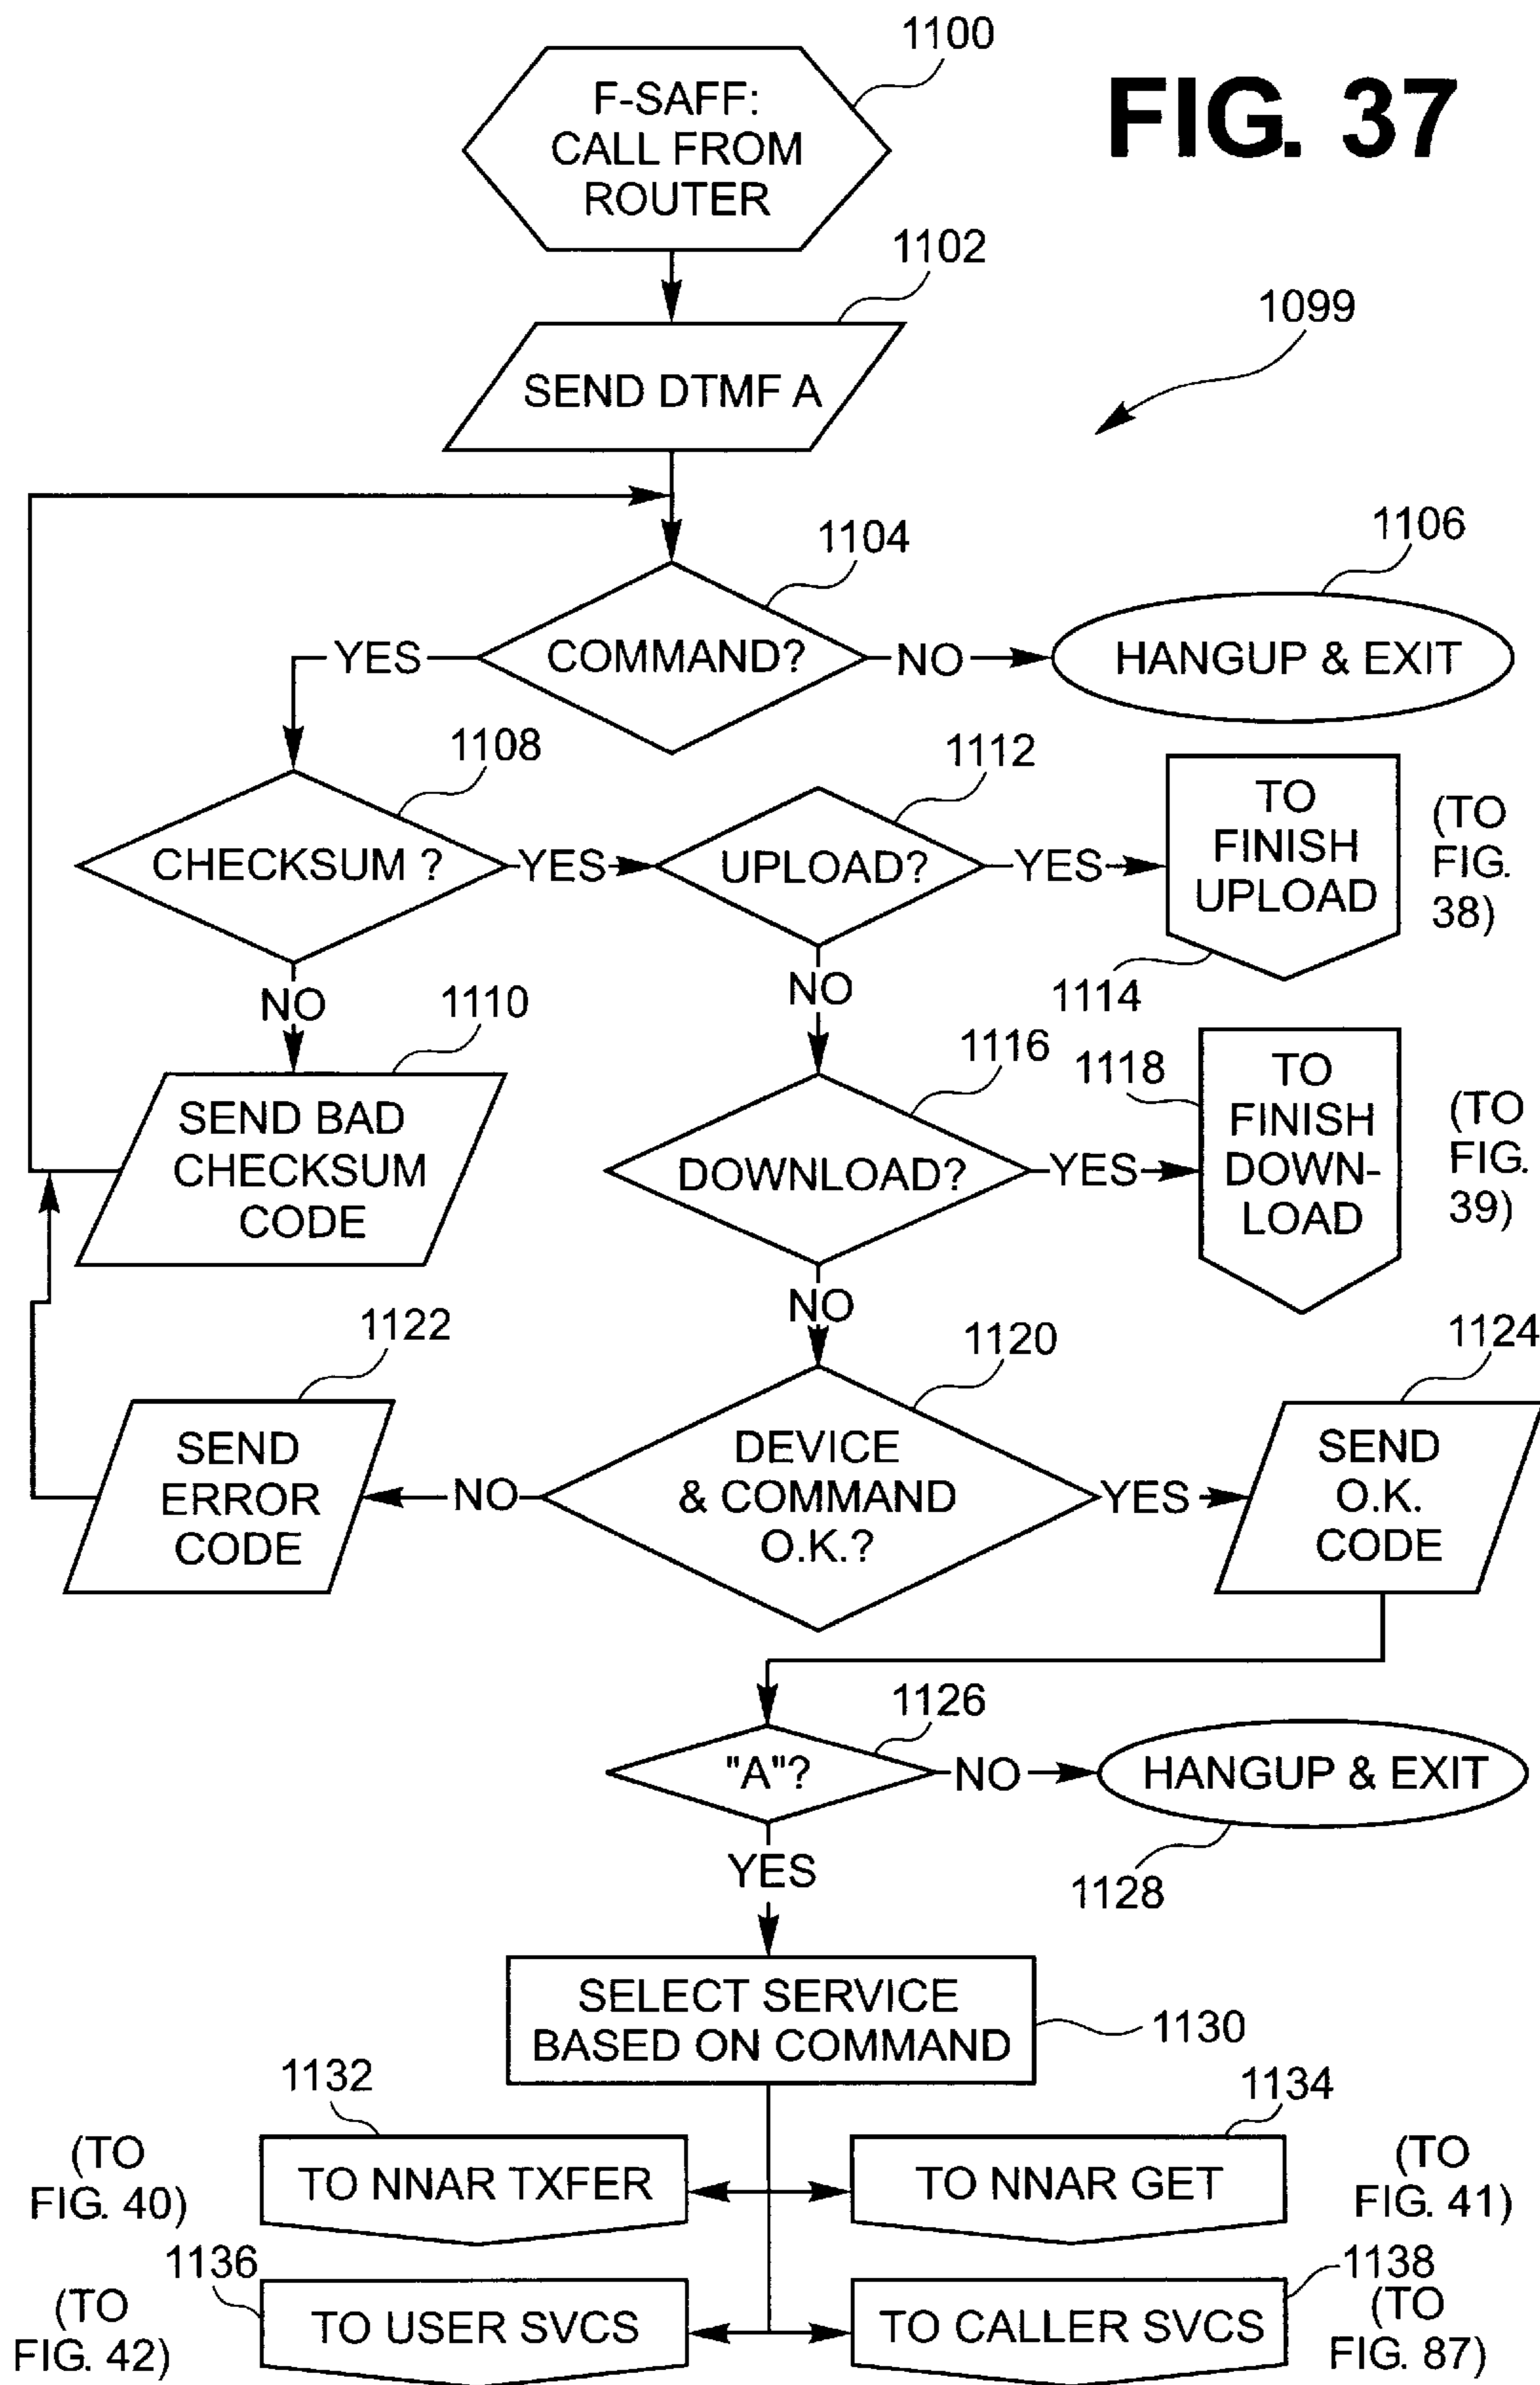 1100
FIG. 37
F-SAFF:
CALL FROM
ROUTER
1102
1099
SEND DTMF A
1104
1106
YES
COMMAND?
NO
HANGUP & EXIT
1108
1112
TO
FINISH
UPLOAD
(TO
FIG.
38)
CHECKSUM ?
YES
UPLOAD?
YES
NO
1110
NO
1114
1116
1118
TO
FINISH
DOWN-
LOAD
(TO
FIG.
39)
SEND BAD
CHECKSUM
CODE
DOWNLOAD?
YES
NO
1122
1120
1124
SEND
ERROR
CODE
NO
DEVICE
& COMMAND
O.K.?
YES
SEND
O.K.
CODE
1126
"A"?
NO
HANGUP & EXIT
YES
1128
SELECT SERVICE
BASED ON COMMAND
1130
1132
1134
(TO
FIG. 40)
TO NNAR TXFER
TO NNAR GET
(TO
FIG. 41)
1136
1138
(TO
FIG. 42)
TO USER SVCS
TO CALLER SVCS
(TO
FIG. 87)